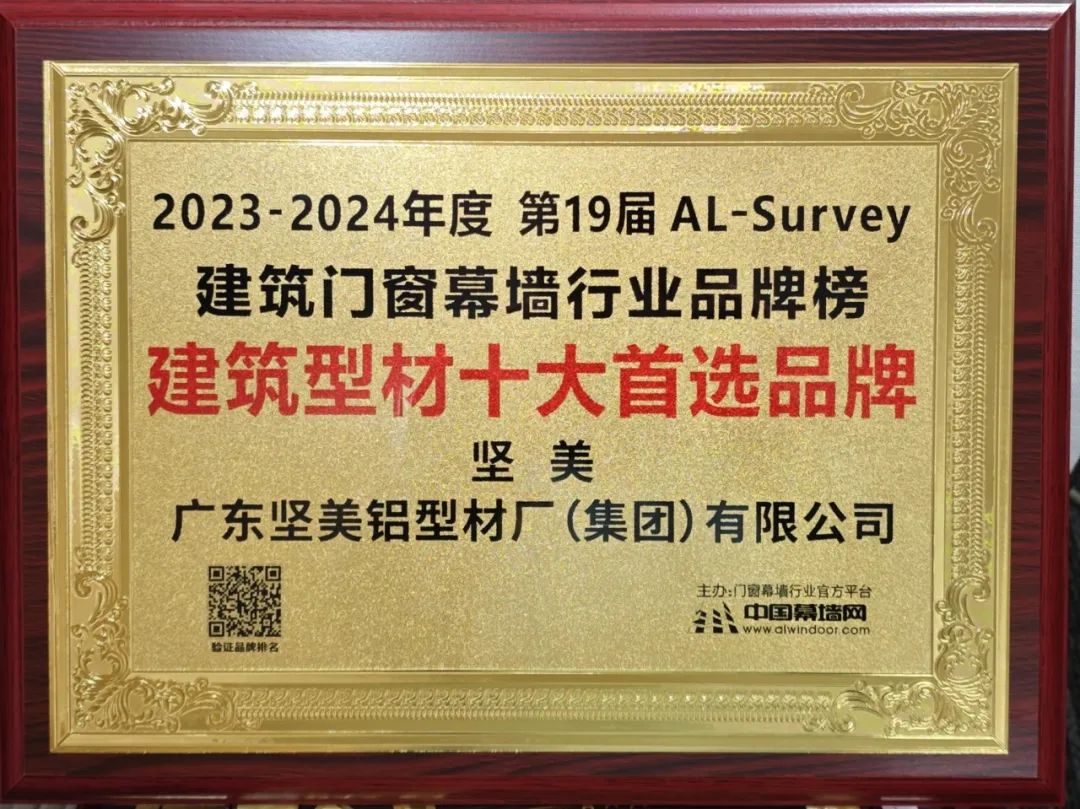 2023-2024年度 第19届 AL-Survey
建筑门窗幕墙行业品牌榜
建筑型材十大首选品牌
坚 美
广东坚美铝型材厂(集团)有限公司
验证品牌排名
主办:门窗幕墙行业官方平台
中国幕墙网
www.alwindoor.com